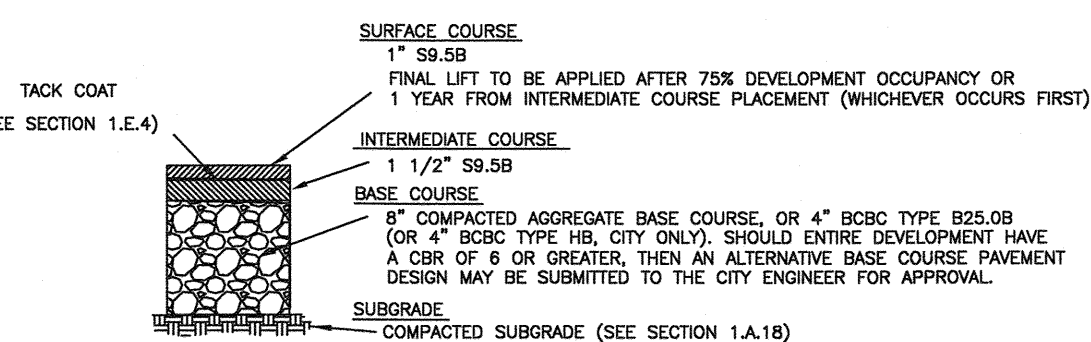 SURFACE COURSE
1" S9.5B
FINAL LIFT TO BE APPLIED AFTER 75% DEVELOPMENT OCCUPANCY OR
1 YEAR FROM INTERMEDIATE COURSE PLACEMENT (WHICHEVER OCCURS FIRST)
TACK COAT
EE SECTION 1.E.4)
INTERMEDIATE COURSE
1 1/2" S9.5B
BASE COURSE
8" COMPACTED AGGREGATE BASE COURSE, OR 4" BCBC TYPE B25.0B
(OR 4" BCBC TYPE HB, CITY ONLY). SHOULD ENTIRE DEVELOPMENT HAVE
A CBR OF 6 OR GREATER, THEN AN ALTERNATIVE BASE COURSE PAVEMENT
DESIGN MAY BE SUBMITTED TO THE CITY ENGINEER FOR APPROVAL.
SUBGRADE
COMPACTED SUBGRADE (SEE SECTION 1.A.18)